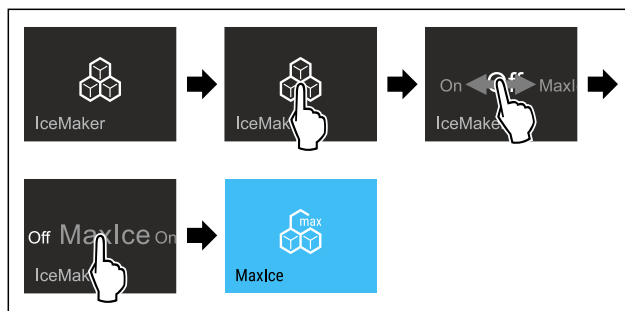 IceMaker
IceMak
On Off MaxI
IceMake
Off MaxIce On
IceMak
max
MaxIce